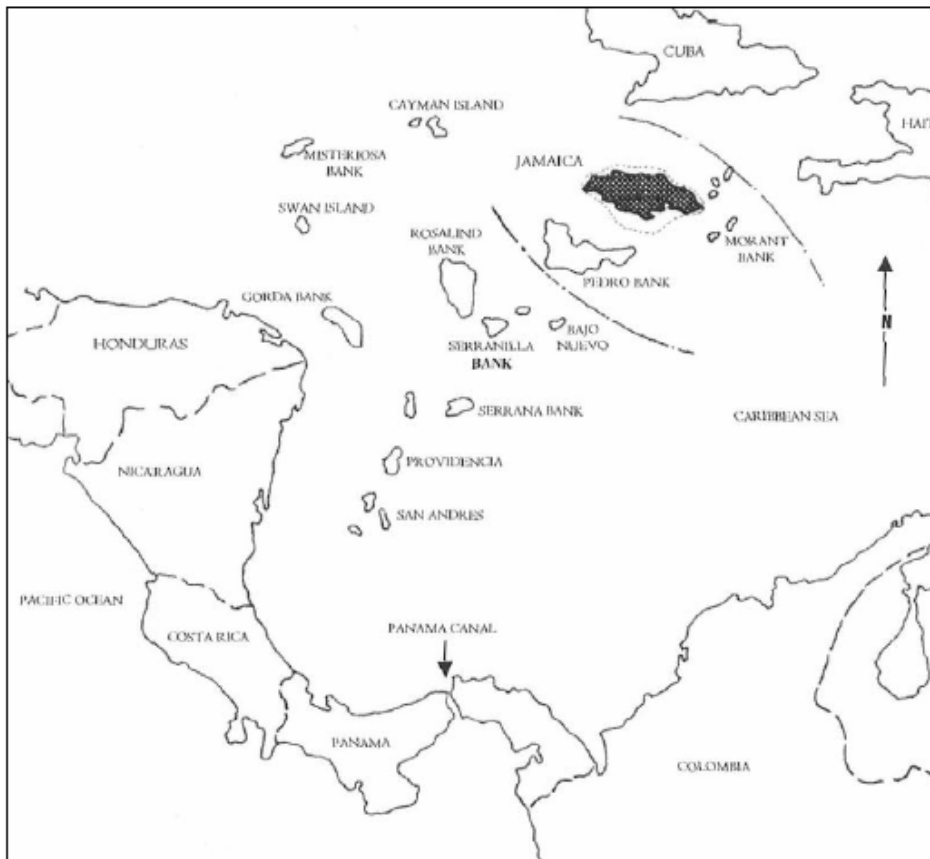 CUBA
CAYMAN ISLAND
HAIT
MISTERIOSA
BANK
JAMAICA
SWAN ISLAND
ROSALIND
BANK
MORANT
BANK
PEDRO BANK
GORDA BANK
N
HONDURAS
SERRANILLA
BANK
BAJO
NUEVO
SERRANA BANK
CARIBBEAN SEA
PROVIDENCIA
NICARAGUA
SAN ANDRES
PACIFIC OCEAN
COSTA RICA
PANAMA CANAL
PANAMA
COLOMBIA